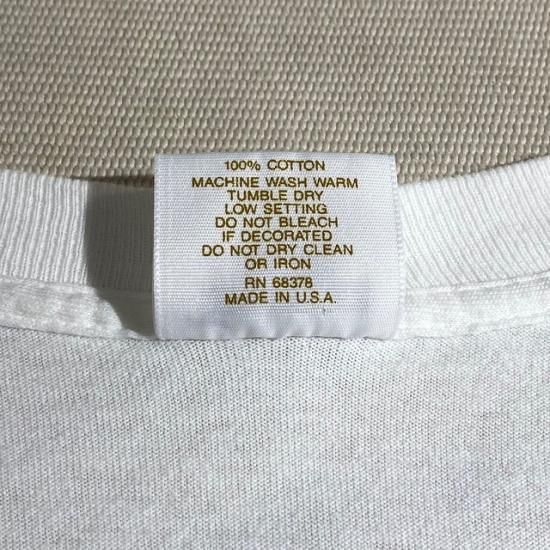 100% COTTON
MACHINE WASH WARM
TUMBLE DRY
LOW SETTING
DO NOT BLEACH
IF DECORATED
DO NOT DRY CLEAN
OR IRON
RN 68378
MADE IN U.S.A.